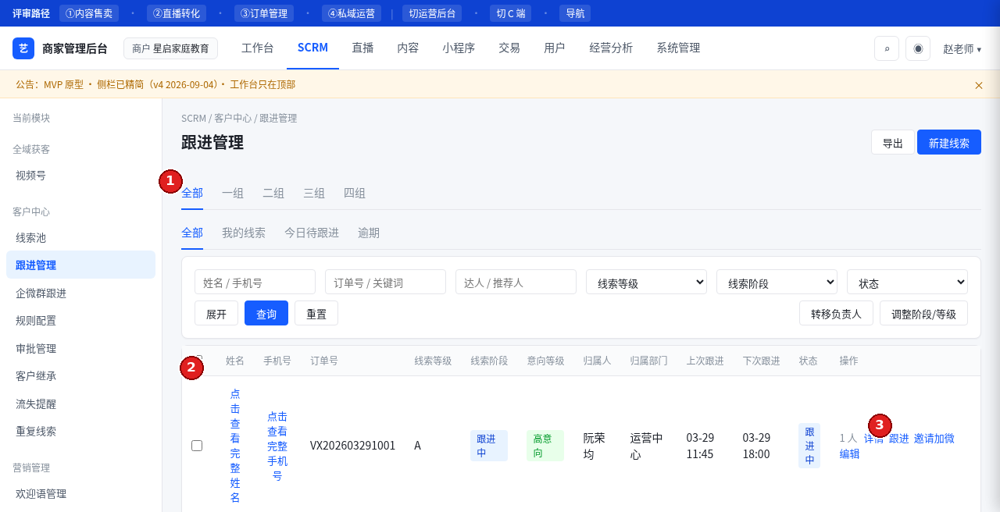 评审路径 ①内容售卖 • ②直播转化 • ③订单管理 • ④私域运营 | 切运营后台 • 切 C 端 • 导航
艺 商家管理后台 商户 星启家庭教育 工作台 SCRM 直播 内容 小程序 交易 用户 经营分析 系统管理 赵老师 ▾
公告：MVP 原型 · 侧栏已精简（v4 2026-09-04）· 工作台只在顶部 ×
当前模块
全域获客
视频号
客户中心
线索池
跟进管理
企微群跟进
规则配置
审批管理
客户继承
流失提醒
重复线索
营销管理
欢迎语管理
SCRM / 客户中心 / 跟进管理
跟进管理
导出 新建线索
1
全部 一组 二组 三组 四组
全部 我的线索 今日待跟进 逾期
姓名 / 手机号 订单号 / 关键词 达人 / 推荐人 线索等级 线索阶段 状态
展开 查询 重置 转移负责人 调整阶段/等级
2
姓名 手机号 订单号 线索等级 线索阶段 意向等级 归属人 归属部门 上次跟进 下次跟进 状态 操作
点击查看完整姓名 点击查看完整手机号 VX202603291001 A 跟进中 高意向 阮荣均 运营中心 03-29 11:45 03-29 18:00 跟进中 1 人 详情 跟进 邀请加微 编辑
3